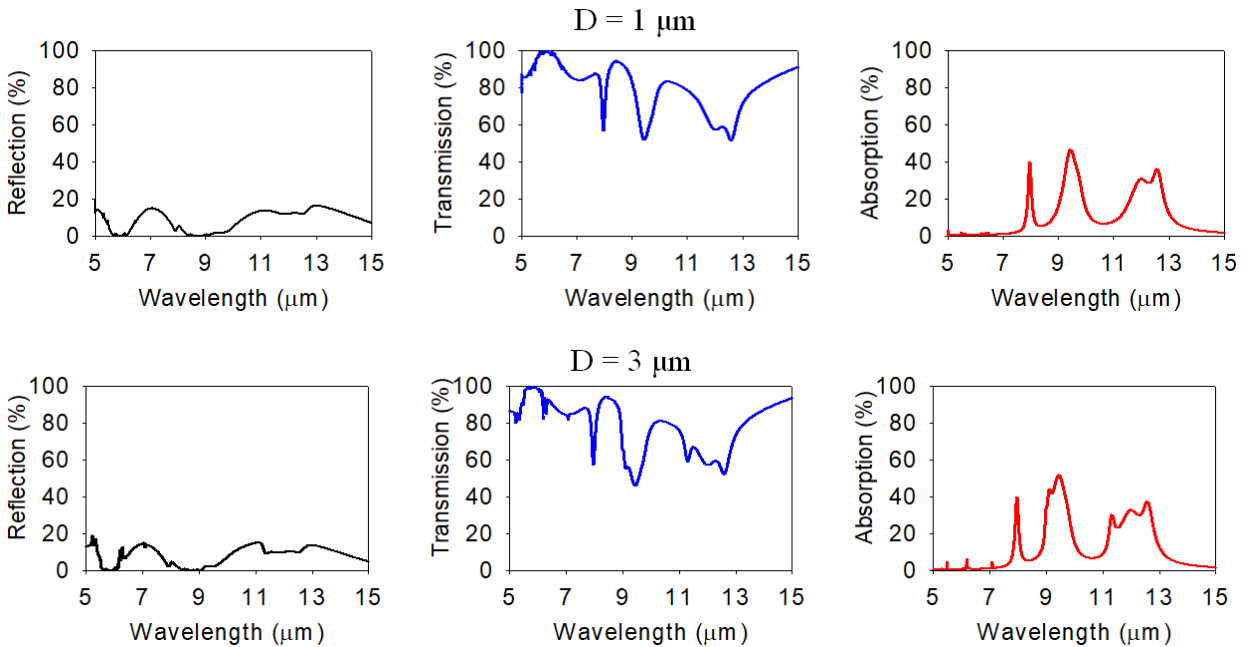 D = 1 μm
Reflection (%)
100
80
60
40
20
0
5 7 9 11 13 15
Wavelength (μm)
Transmission (%)
100
80
60
40
20
0
5 7 9 11 13 15
Wavelength (μm)
Absorption (%)
100
80
60
40
20
0
5 7 9 11 13 15
Wavelength (μm)
D = 3 μm
Reflection (%)
100
80
60
40
20
0
5 7 9 11 13 15
Wavelength (μm)
Transmission (%)
100
80
60
40
20
0
5 7 9 11 13 15
Wavelength (μm)
Absorption (%)
100
80
60
40
20
0
5 7 9 11 13 15
Wavelength (μm)